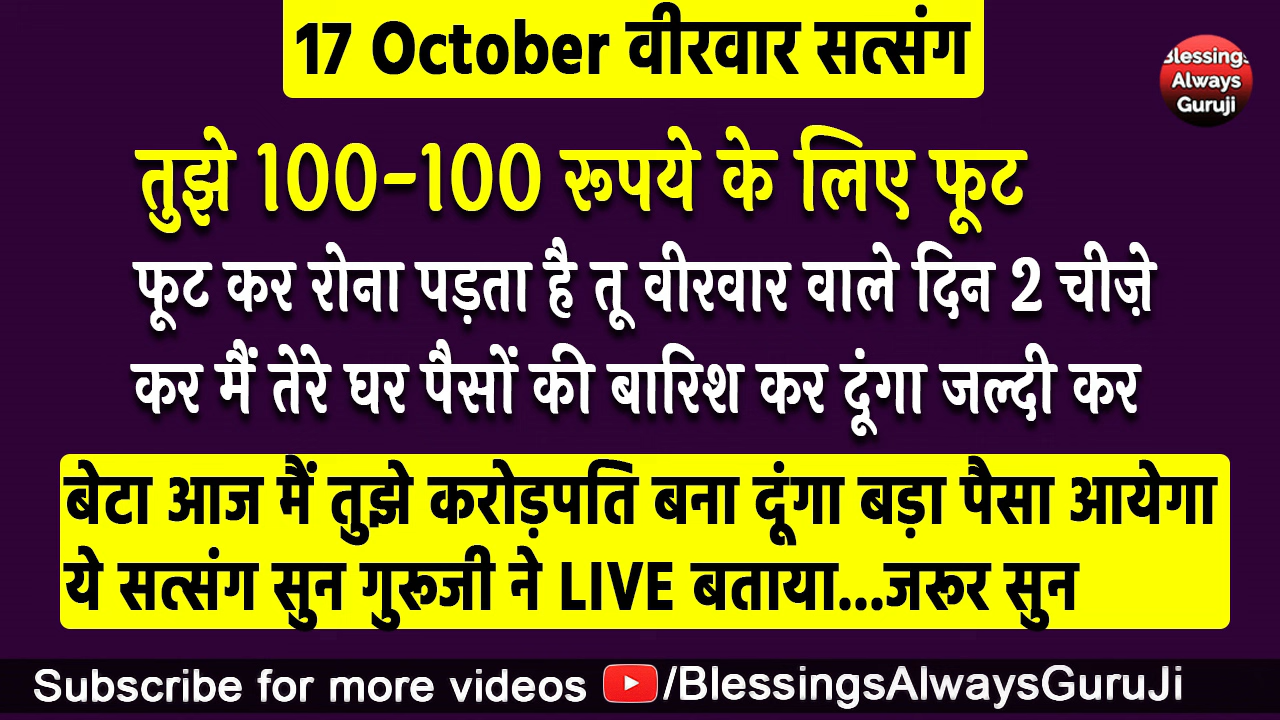 17 October वीरवार सत्संग
Blessings
Always
Guruji
तुझे 100-100 रूपये के लिए फूट
फूट कर रोना पड़ता है तू वीरवार वाले दिन 2 चीज़े
कर मैं तेरे घर पैसों की बारिश कर दूंगा जल्दी कर
बेटा आज मैं तुझे करोड़पति बना दूंगा बड़ा पैसा आयेगा
ये सत्संग सुन गुरूजी ने LIVE बताया...जरूर सुन
Subscribe for more videos /BlessingsAlwaysGuruJi